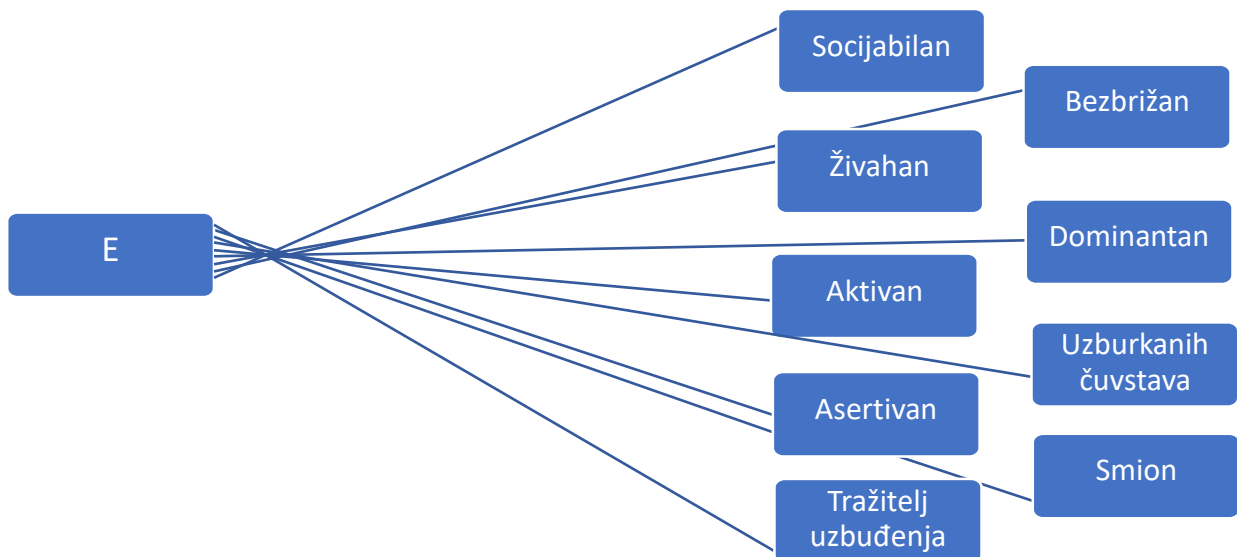 Socijabilan
Bezbrižan
Živahan
E
Dominantan
Aktivan
Uzburkanih
čuvstava
Asertivan
Smion
Tražitelj
uzbuđenja